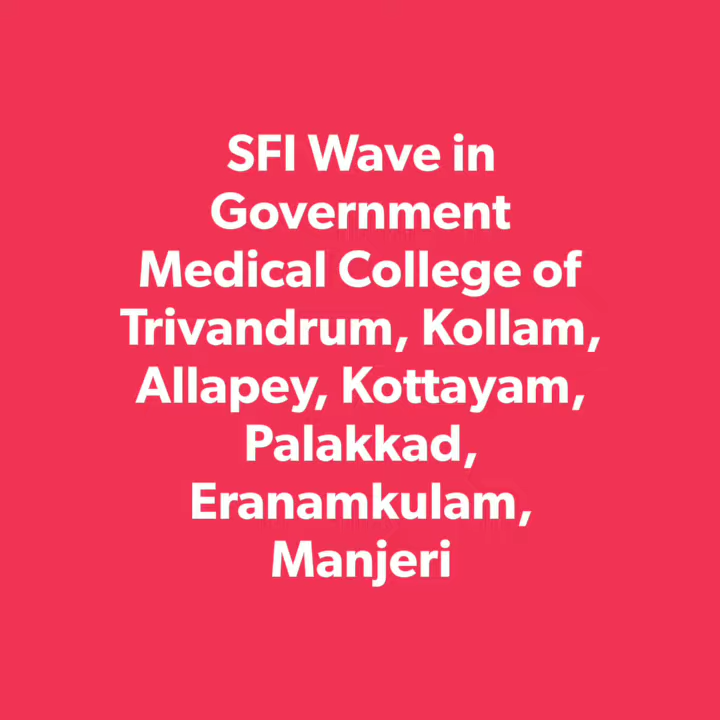 SFI Wave in
Government
Medical College of
Trivandrum, Kollam,
Allapey, Kottayam,
Palakkad,
Eranamkulam,
Manjeri